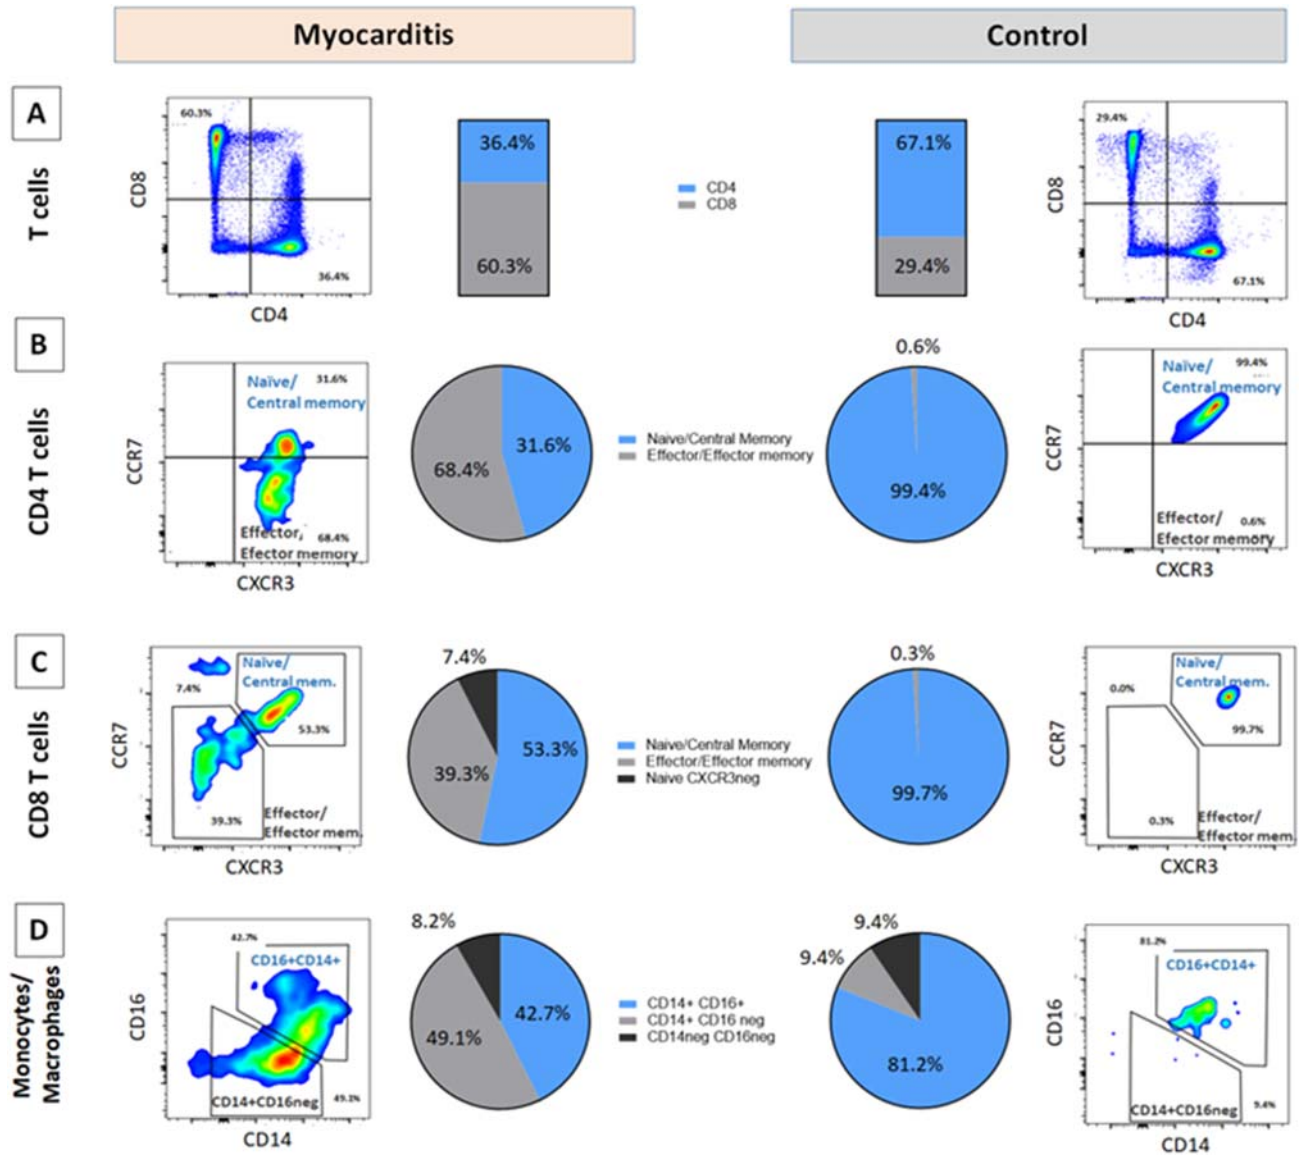 Myocarditis
Control
A
T cells
60.3%
36.4%
CD8
CD4
36.4%
60.3%
CD4
CD8
67.1%
29.4%
29.4%
67.1%
CD8
CD4
B
CD4 T cells
Naïve/
Central memory
31.6%
Effector/
Efector memory
68.4%
CCR7
CXCR3
31.6%
68.4%
Naive/Central Memory
Effector/Effector memory
0.6%
99.4%
Naïve/
Central memory
99.4%
Effector/
Efector memory
0.6%
CCR7
CXCR3
C
CD8 T cells
7.4%
Naïve/
Central mem.
53.3%
39.3%
Effector/
Effector mem.
CCR7
CXCR3
7.4%
53.3%
39.3%
Naive/Central Memory
Effector/Effector memory
Naive CXCR3neg
0.3%
99.7%
0.0%
Naïve/
Central mem.
99.7%
0.3%
Effector/
Effector mem.
CCR7
CXCR3
D
Monocytes/
Macrophages
42.7%
CD16+CD14+
CD14+CD16neg
49.1%
CD16
CD14
8.2%
42.7%
49.1%
CD14+ CD16+
CD14+ CD16 neg
CD14neg CD16neg
9.4%
9.4%
81.2%
81.2%
CD16+CD14+
CD14+CD16neg
9.4%
CD16
CD14